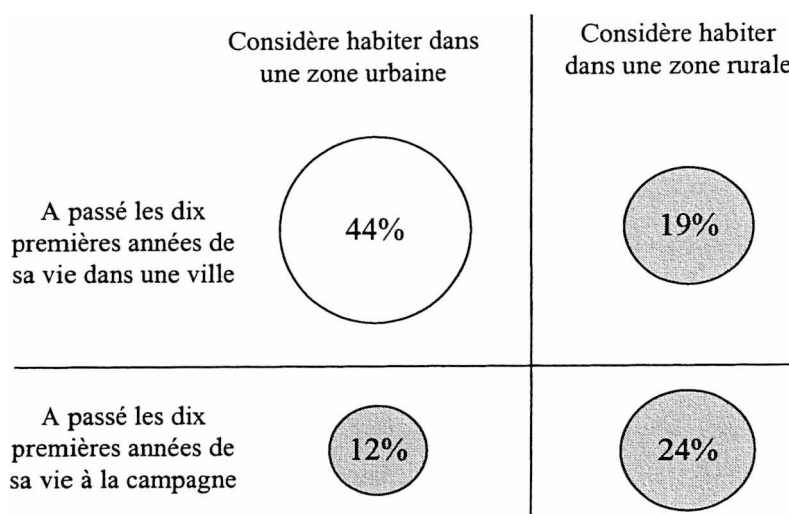 Considère habiter dans
une zone urbaine
Considère habiter
dans une zone rurale
A passé les dix
premières années de
sa vie dans une ville
44%
19%
A passé les dix
premières années de
sa vie à la campagne
12%
24%